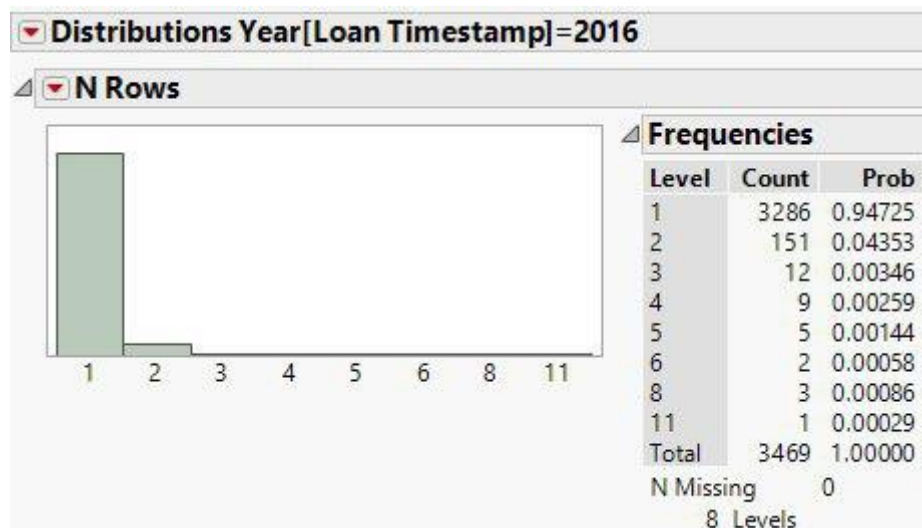 Distributions Year[Loan Timestamp]=2016
N Rows
1 2 3 4 5 6 8 11
Frequencies
Level Count Prob
1 3286 0.94725
2 151 0.04353
3 12 0.00346
4 9 0.00259
5 5 0.00144
6 2 0.00058
8 3 0.00086
11 1 0.00029
Total 3469 1.00000
N Missing 0
8 Levels